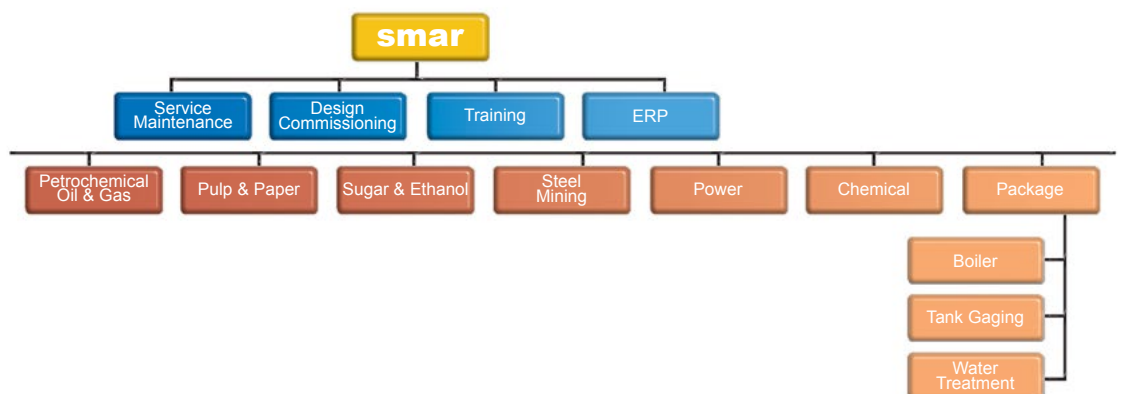 smar
Service
Maintenance
Design
Commissioning
Training
ERP
Petrochemical
Oil & Gas
Pulp & Paper
Sugar & Ethanol
Steel
Mining
Power
Chemical
Package
Boiler
Tank Gaging
Water
Treatment